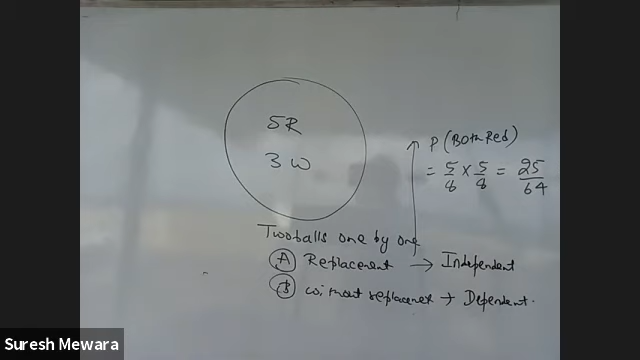 5R
3W
P (Both Red)
= 5/8 × 5/8 = 25/64
Two balls one by one
(A) Replacement → Independent
(B) without replacement → Dependent.
Suresh Mewara